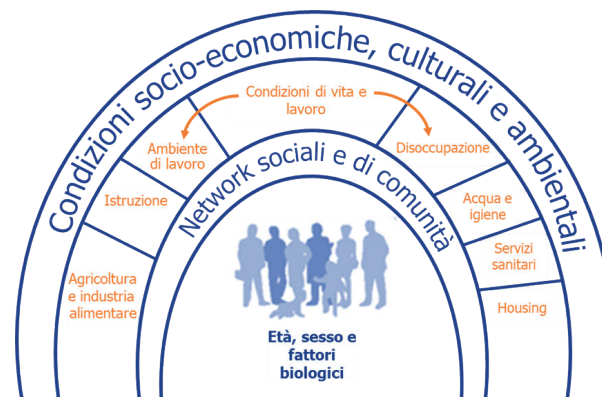 Condizioni socio-economiche, culturali e ambientali
Condizioni di vita e
lavoro
Ambiente
di lavoro
Disoccupazione
Network sociali e di comunità
Istruzione
Acqua e
igiene
Servizi
sanitari
Agricoltura
e industria
alimentare
Housing
Età, sesso e
fattori
biologici